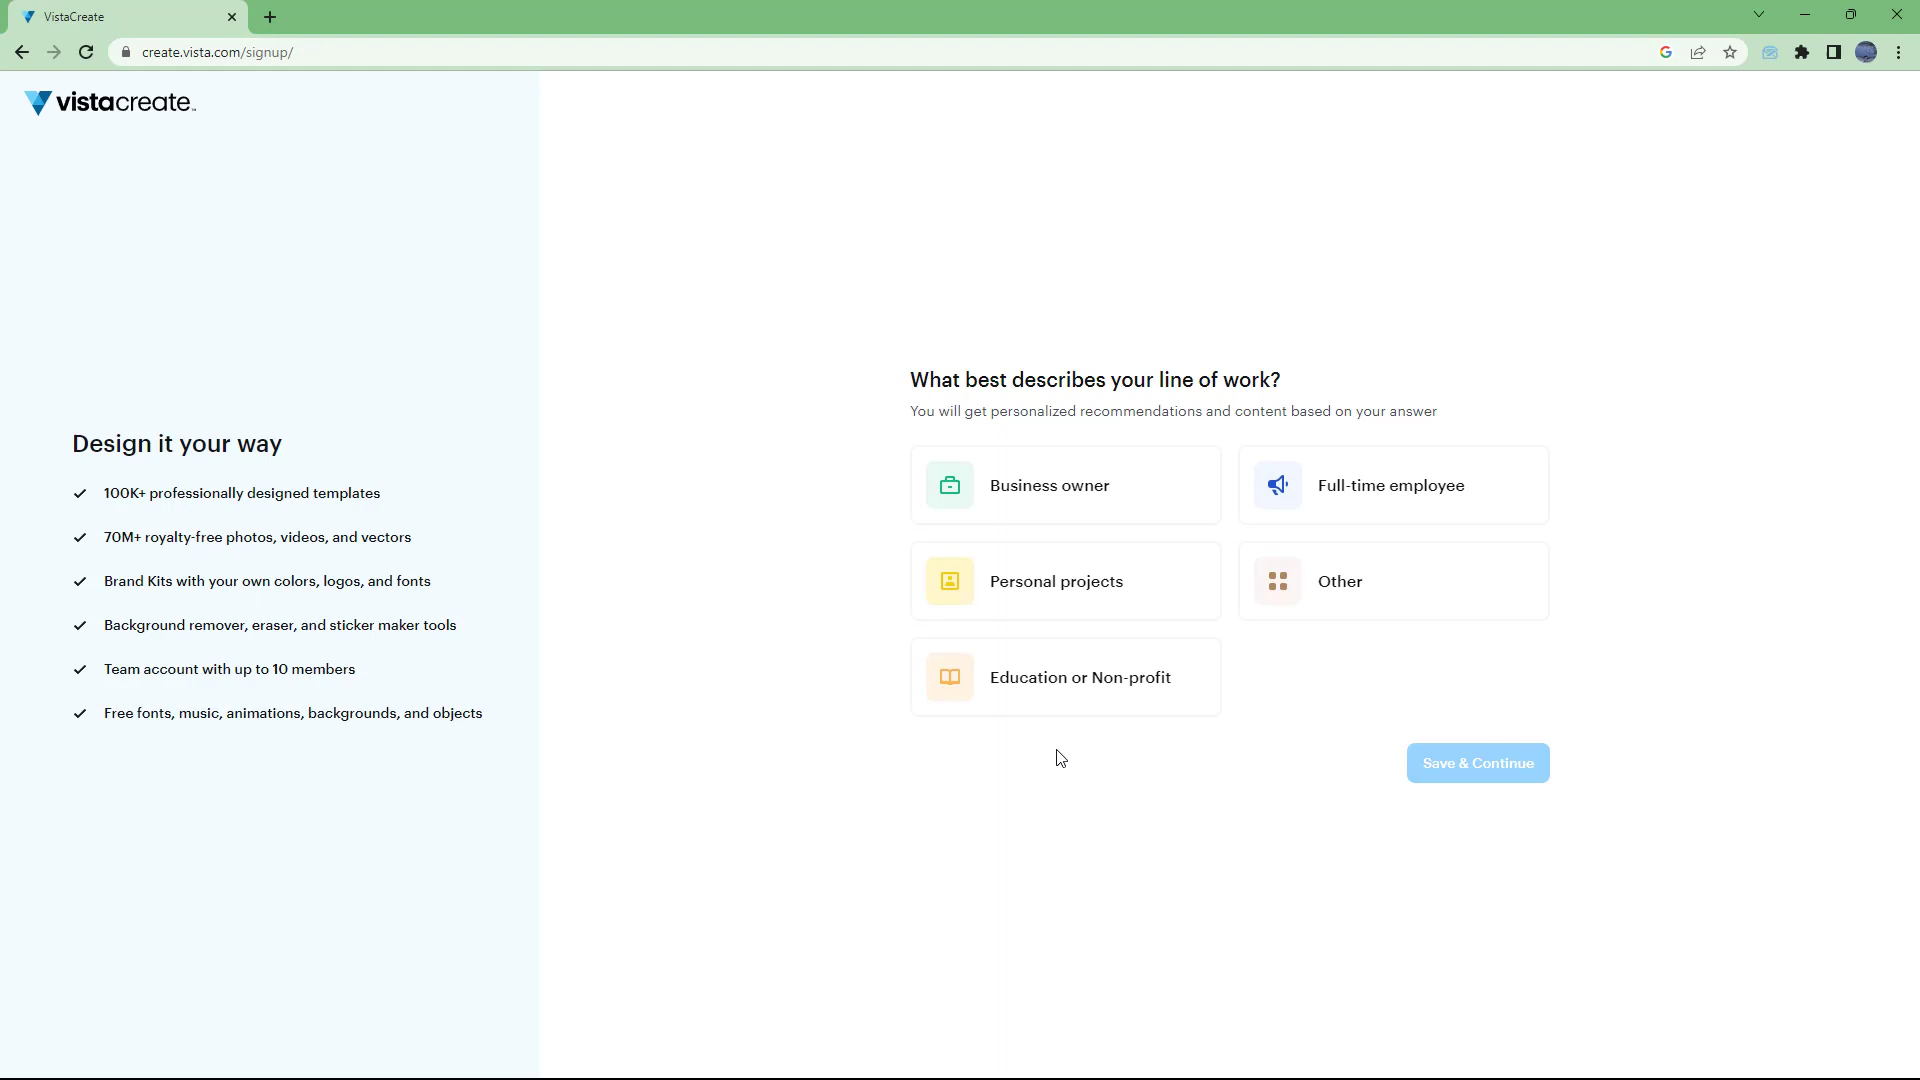 VistaCreate
create.vista.com/signup/
vistacreate
Design it your way
100K+ professionally designed templates
70M+ royalty-free photos, videos, and vectors
Brand Kits with your own colors, logos, and fonts
Background remover, eraser, and sticker maker tools
Team account with up to 10 members
Free fonts, music, animations, backgrounds, and objects
What best describes your line of work?
You will get personalized recommendations and content based on your answer
Business owner
Full-time employee
Personal projects
Other
Education or Non-profit
Save & Continue